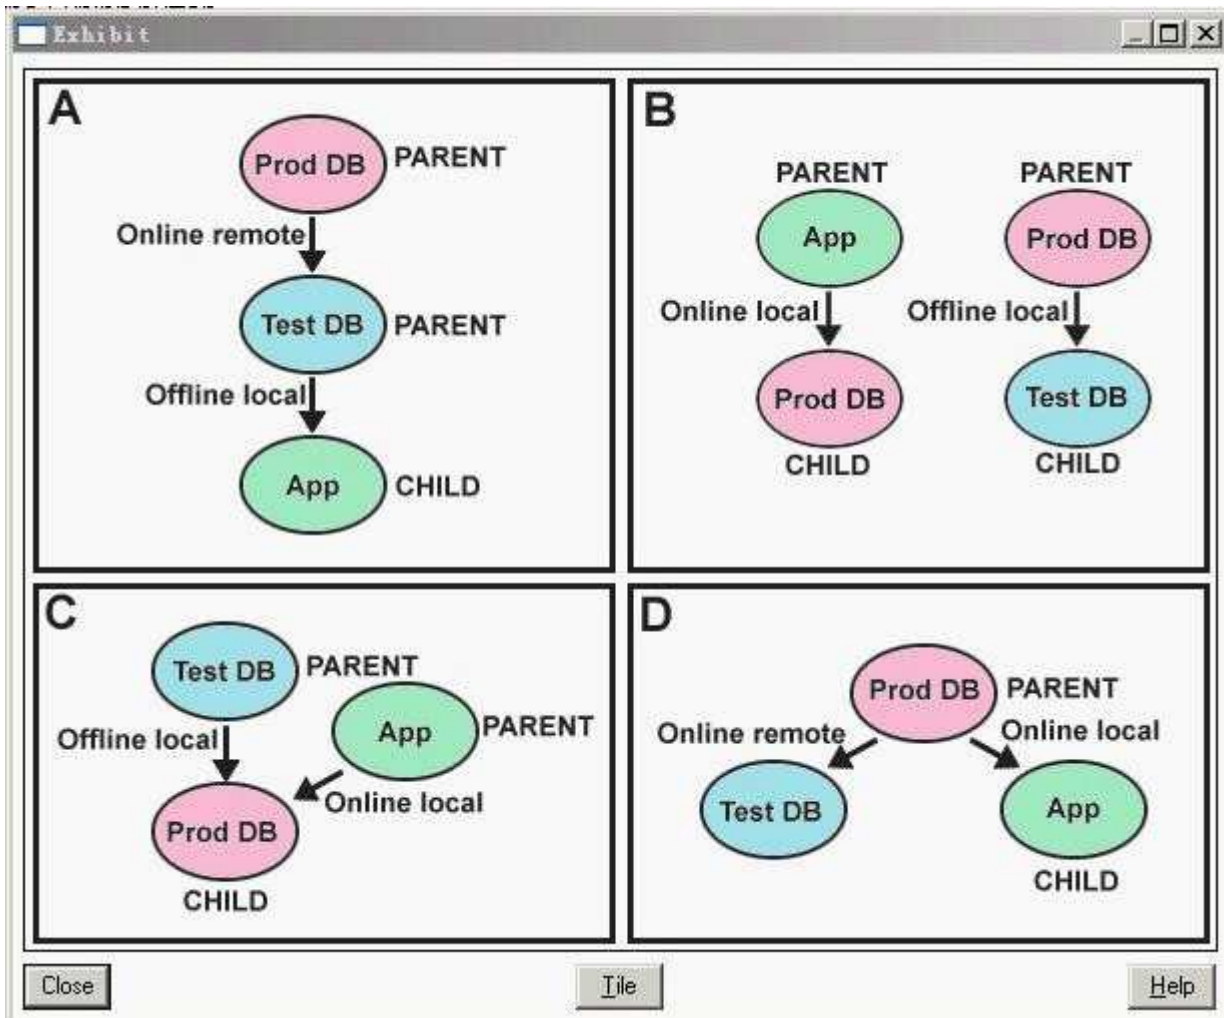 Exhibit
A
Prod DB PARENT
Online remote
Test DB PARENT
Offline local
App CHILD
B
PARENT PARENT
App Prod DB
Online local Offline local
Prod DB Test DB
CHILD CHILD
C
Test DB PARENT
App PARENT
Offline local
Online local
Prod DB
CHILD
D
Prod DB PARENT
Online remote Online local
Test DB App
CHILD
Close Tile Help